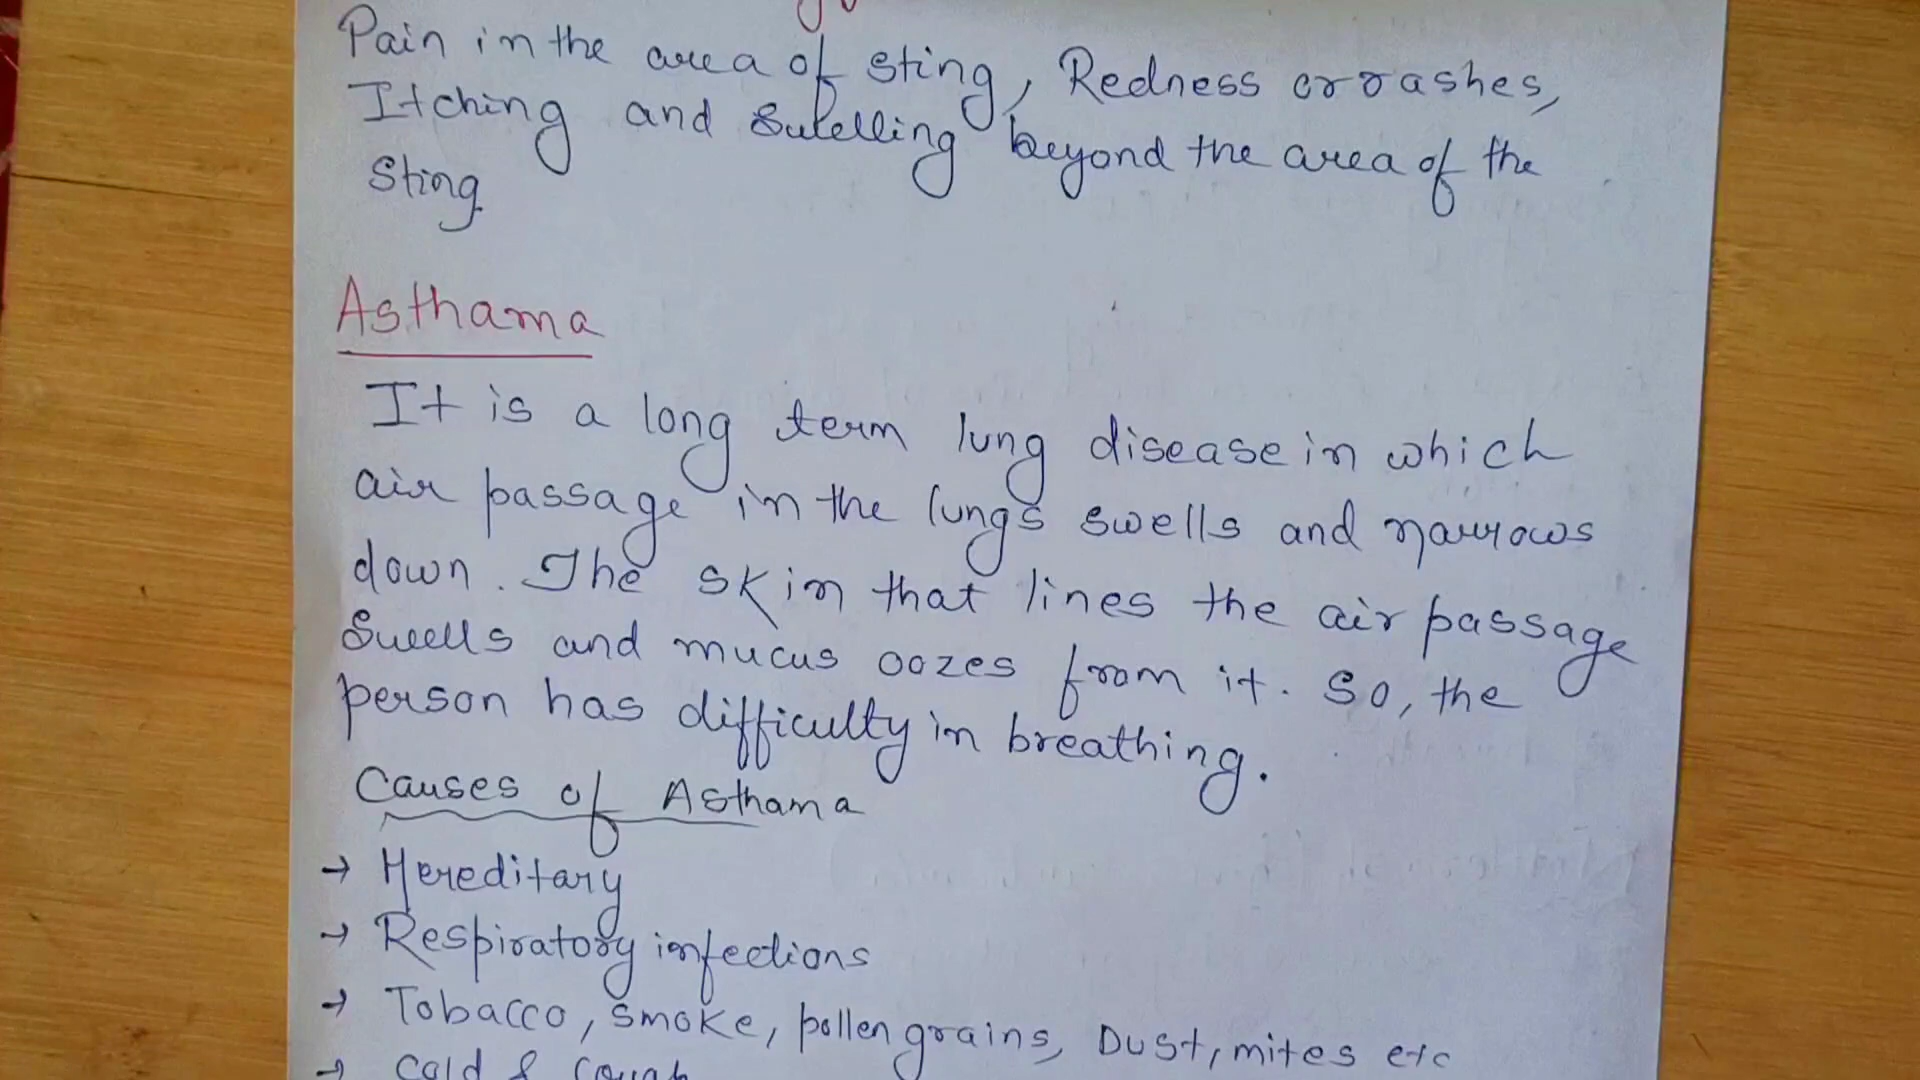 Pain in the area of sting, Redness or rashes,
Itching and Swelling beyond the area of the
Sting
Asthama
It is a long term lung disease in which
air passage in the lungs swells and narrows
down. The skin that lines the air passage
Swells and mucus oozes from it. So, the
person has difficulty in breathing.
Causes of Asthama
→ Hereditary
→ Respiratory infections
→ Tobacco, smoke, pollen grains, Dust, mites etc
→ Cold & Cough